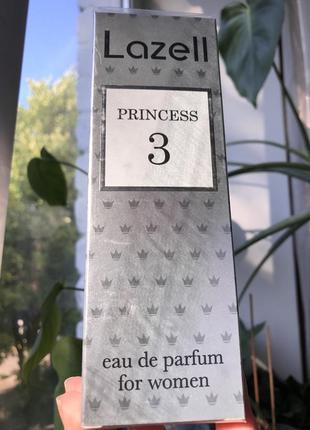 Lazell
PRINCESS
3
eau de parfum
for women